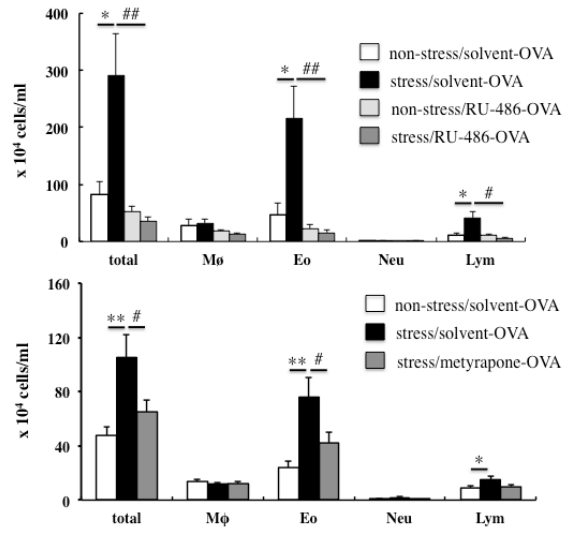 400
300
200
100
0
x 10⁴ cells/ml
* ##
* ##
* #
non-stress/solvent-OVA
stress/solvent-OVA
non-stress/RU-486-OVA
stress/RU-486-OVA
total Mø Eo Neu Lym
160
120
80
40
0
x 10⁴ cells/ml
** #
** #
*
non-stress/solvent-OVA
stress/solvent-OVA
stress/metyrapone-OVA
total Mϕ Eo Neu Lym